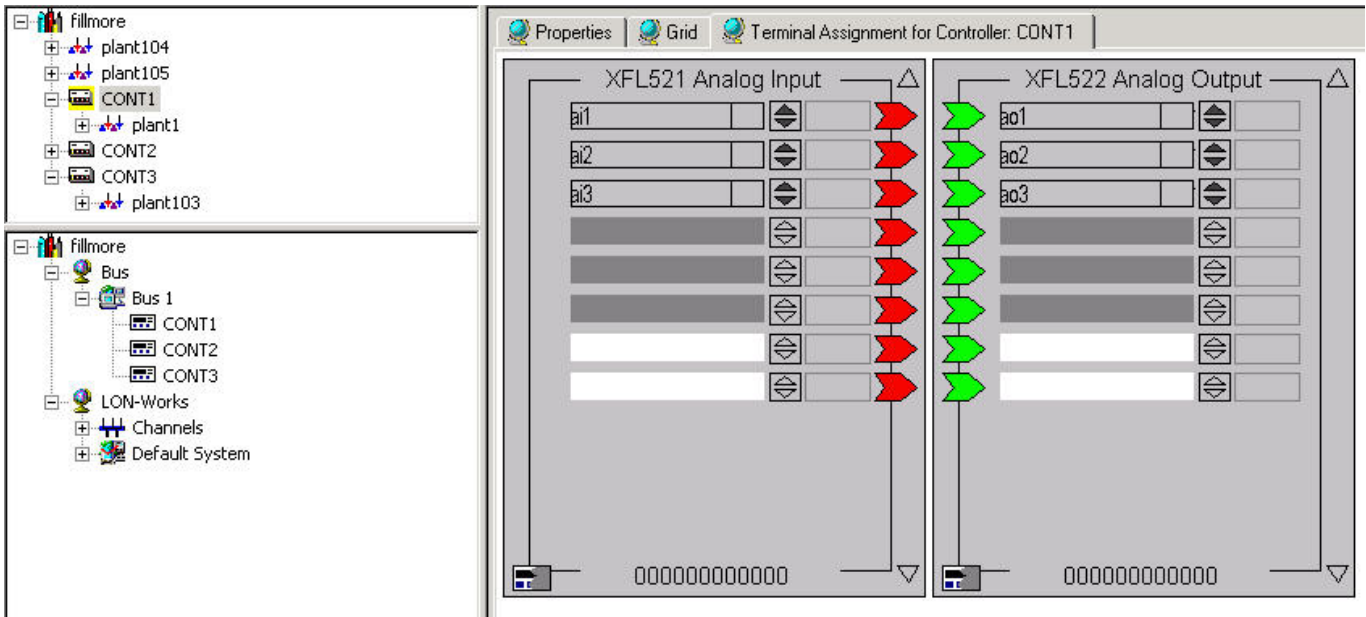 fillmore
plant104
plant105
CONT1
plant1
CONT2
CONT3
plant103
fillmore
Bus
Bus 1
CONT1
CONT2
CONT3
LON-Works
Channels
Default System
Properties
Grid
Terminal Assignment for Controller: CONT1
XFL521 Analog Input
ai1
ai2
ai3
000000000000
XFL522 Analog Output
ao1
ao2
ao3
000000000000